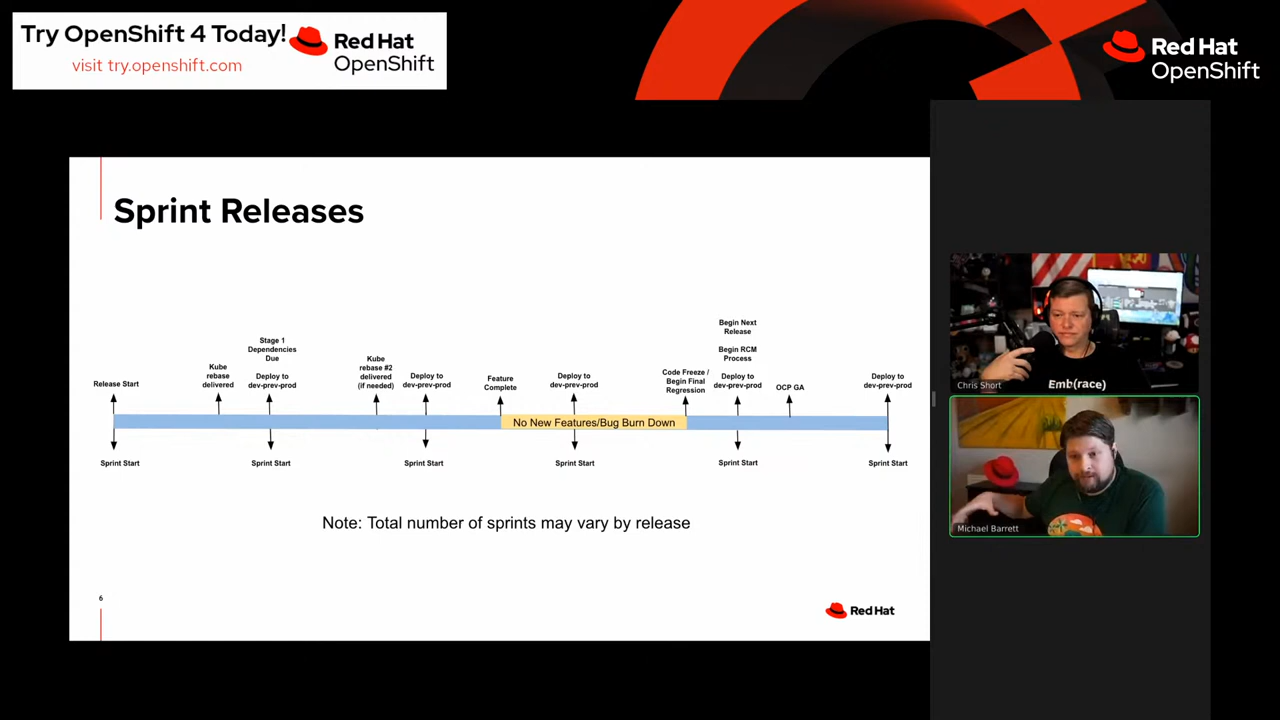 Try OpenShift 4 Today!
visit try.openshift.com
Red Hat
OpenShift
Red Hat
OpenShift
Sprint Releases
Release Start
Kube
rebase
delivered
Stage 1
Dependencies
Due
Deploy to
dev-prev-prod
Kube
rebase #2
delivered
(if needed)
Deploy to
dev-prev-prod
Feature
Complete
Deploy to
dev-prev-prod
Code Freeze /
Begin Final
Regression
Begin Next
Release
Begin RCM
Process
Deploy to
dev-prev-prod
OCP GA
Deploy to
dev-prev-prod
No New Features/Bug Burn Down
Sprint Start
Sprint Start
Sprint Start
Sprint Start
Sprint Start
Sprint Start
Note: Total number of sprints may vary by release
6
Red Hat
Emb(race)
Chris Short
Michael Barrett